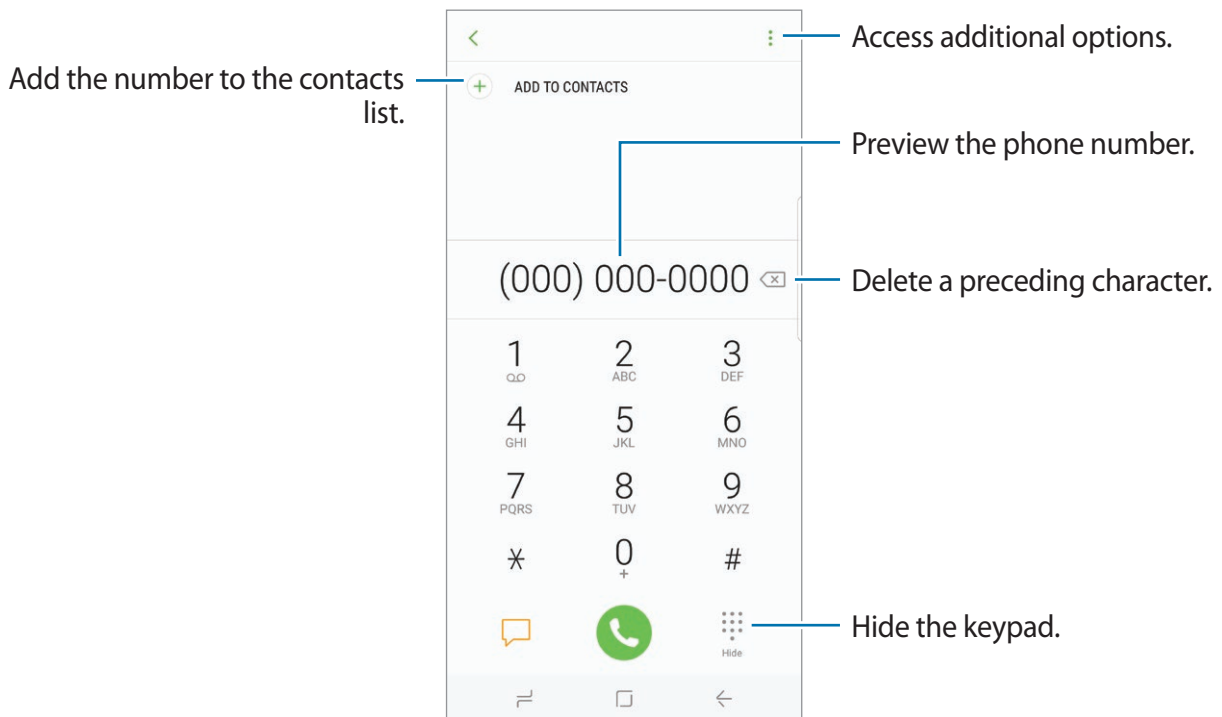 Access additional options.
Add the number to the contacts
list.
ADD TO CONTACTS
Preview the phone number.
(000) 000-0000
Delete a preceding character.
1 2 3
ABC DEF
4 5 6
GHI JKL MNO
7 8 9
PQRS TUV WXYZ
* 0 #
+
Hide the keypad.
Hide